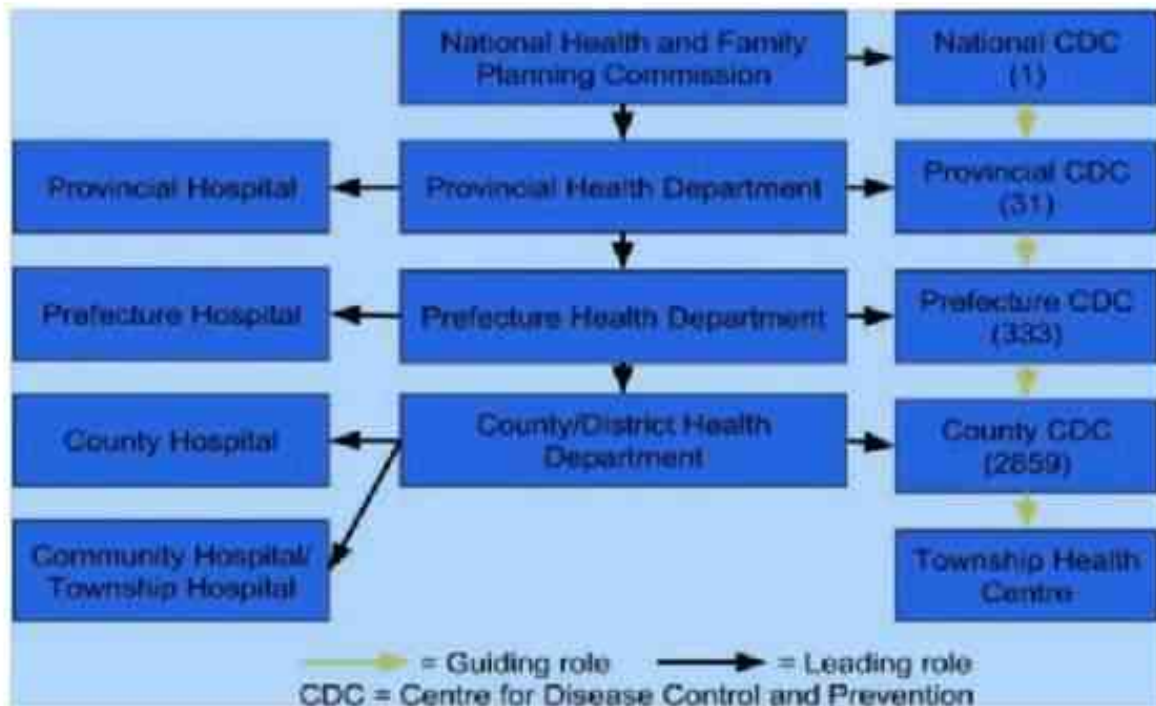 National Health and Family
Planning Commission
National CDC
(1)
Provincial Hospital
Provincial Health Department
Provincial CDC
(31)
Prefecture Hospital
Prefecture Health Department
Prefecture CDC
(333)
County Hospital
County/District Health
Department
County CDC
(2859)
Community Hospital/
Township Hospital
Township Health
Centre
= Guiding role
= Leading role
CDC = Centre for Disease Control and Prevention